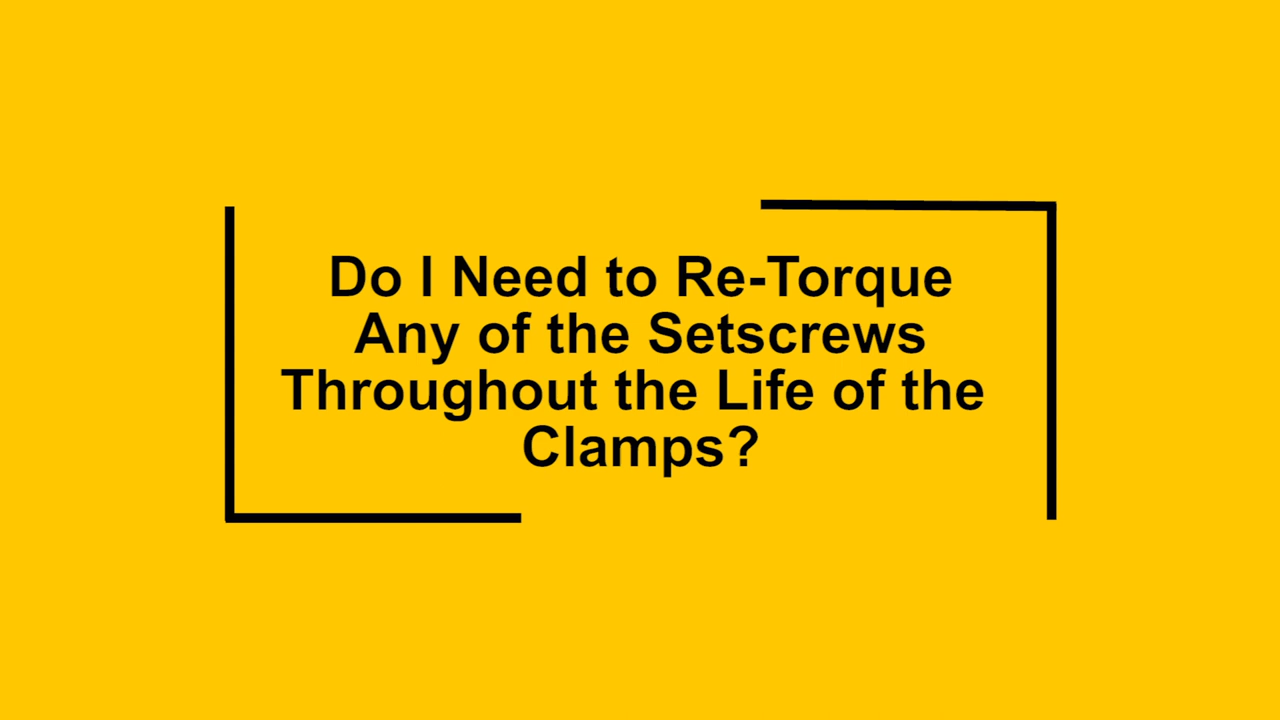 Do I Need to Re-Torque
Any of the Setscrews
Throughout the Life of the
Clamps?